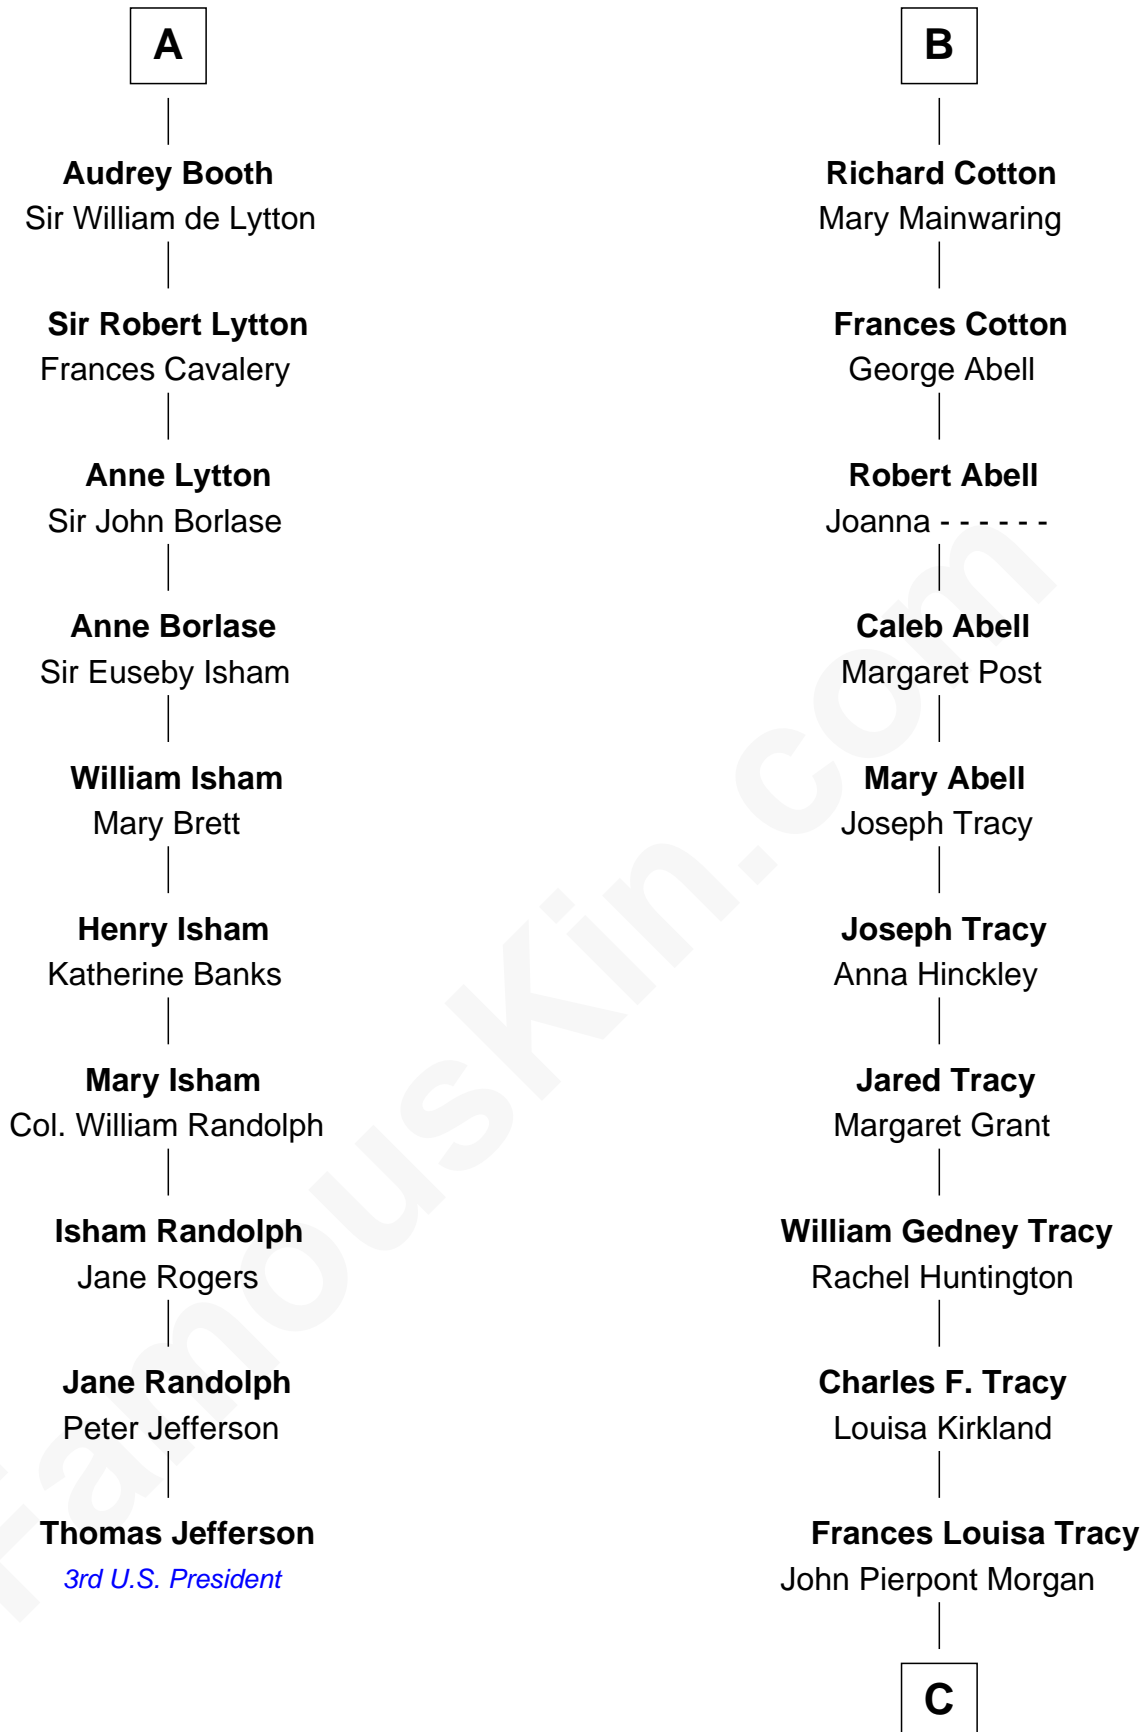 A
Audrey Booth
Sir William de Lytton
Sir Robert Lytton
Frances Cavalery
Anne Lytton
Sir John Borlase
Anne Borlase
Sir Euseby Isham
William Isham
Mary Brett
Henry Isham
Katherine Banks
Mary Isham
Col. William Randolph
Isham Randolph
Jane Rogers
Jane Randolph
Peter Jefferson
Thomas Jefferson
3rd U.S. President
B
Richard Cotton
Mary Mainwaring
Frances Cotton
George Abell
Robert Abell
Joanna - - - - - -
Caleb Abell
Margaret Post
Mary Abell
Joseph Tracy
Joseph Tracy
Anna Hinckley
Jared Tracy
Margaret Grant
William Gedney Tracy
Rachel Huntington
Charles F. Tracy
Louisa Kirkland
Frances Louisa Tracy
John Pierpont Morgan
C
FamousKin.com